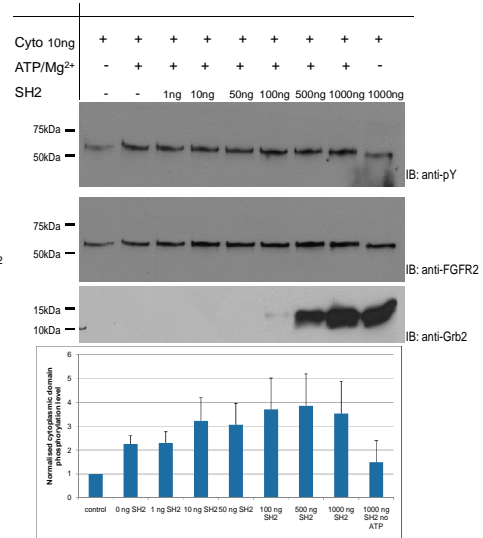 Cyto 10ng + + + + + + + + +
ATP/Mg2+ - + + + + + + + -
SH2 - - 1ng 10ng 50ng 100ng 500ng 1000ng 1000ng
75kDa
50kDa
IB: anti-pY
75kDa
50kDa
2
IB: anti-FGFR2
15kDa
10kDa
IB: anti-Grb2
Normalised cytoplasmic domain
phosphorylation level
6
5
4
3
2
1
0
control 0 ng SH2 1 ng SH2 10 ng SH2 50 ng SH2 100 ng SH2 500 ng SH2 1000 ng SH2 1000 ng SH2 no ATP